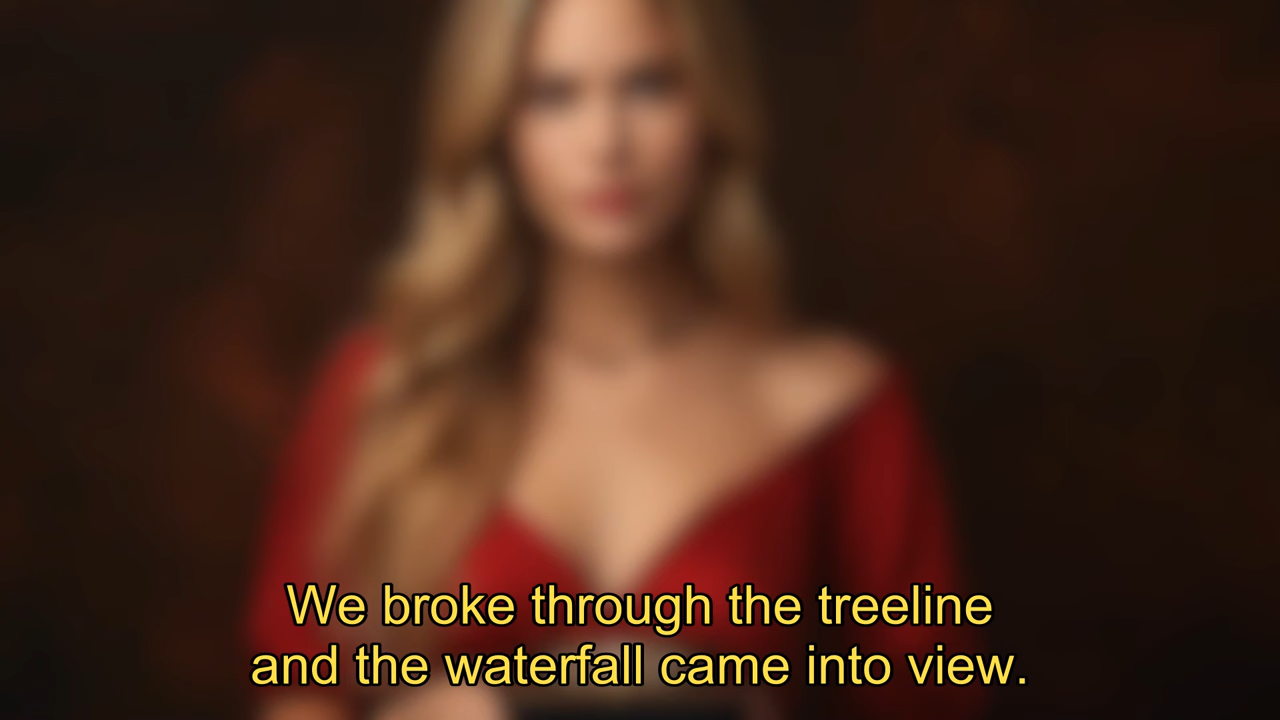 We broke through the treeline
and the waterfall came into view.